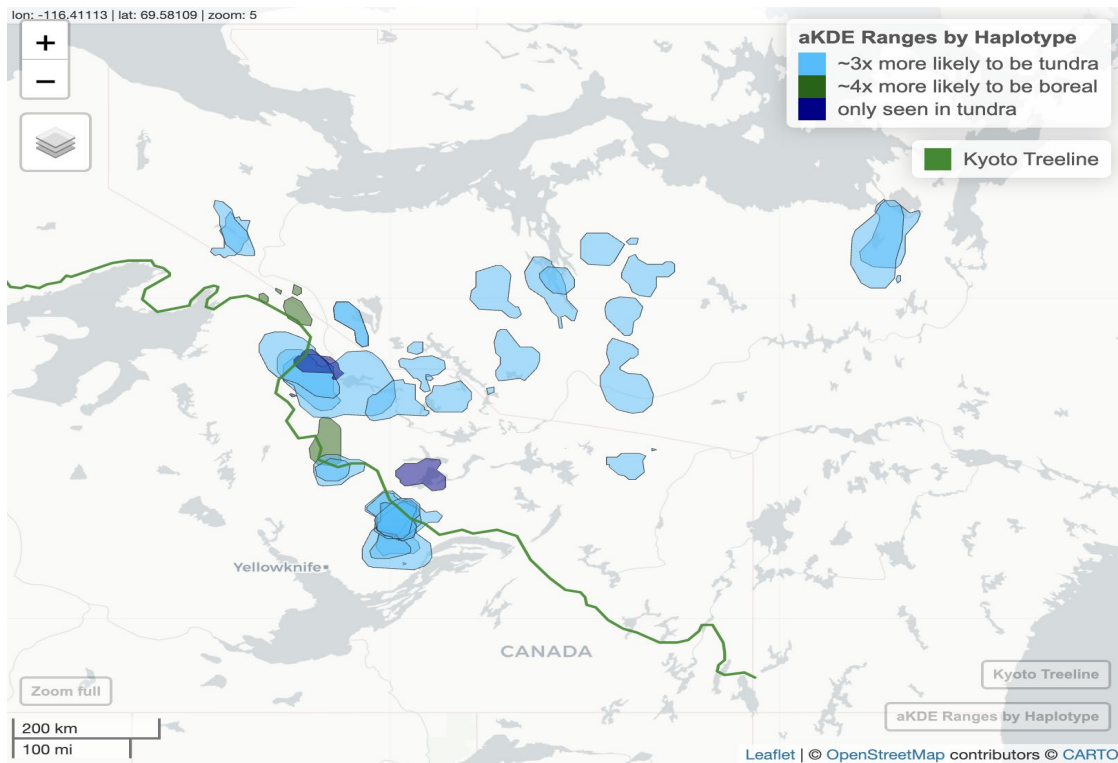 lon: -116.41113 | lat: 69.58109 | zoom: 5
+
−
aKDE Ranges by Haplotype
~3x more likely to be tundra
~4x more likely to be boreal
only seen in tundra
Kyoto Treeline
Yellowknife
CANADA
Kyoto Treeline
Zoom full
aKDE Ranges by Haplotype
200 km
100 mi
Leaflet | © OpenStreetMap contributors © CARTO